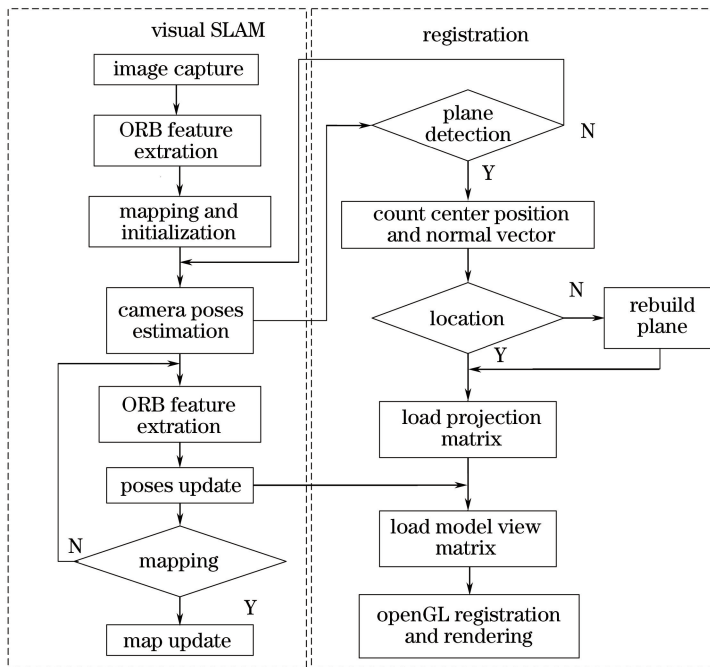 visual SLAM
image capture
ORB feature
extration
mapping and
initialization
camera poses
estimation
ORB feature
extration
poses update
N
mapping
Y
map update
registration
plane
detection
N
Y
count center position
and normal vector
N
location
rebuild
plane
Y
load projection
matrix
load model view
matrix
openGL registration
and rendering